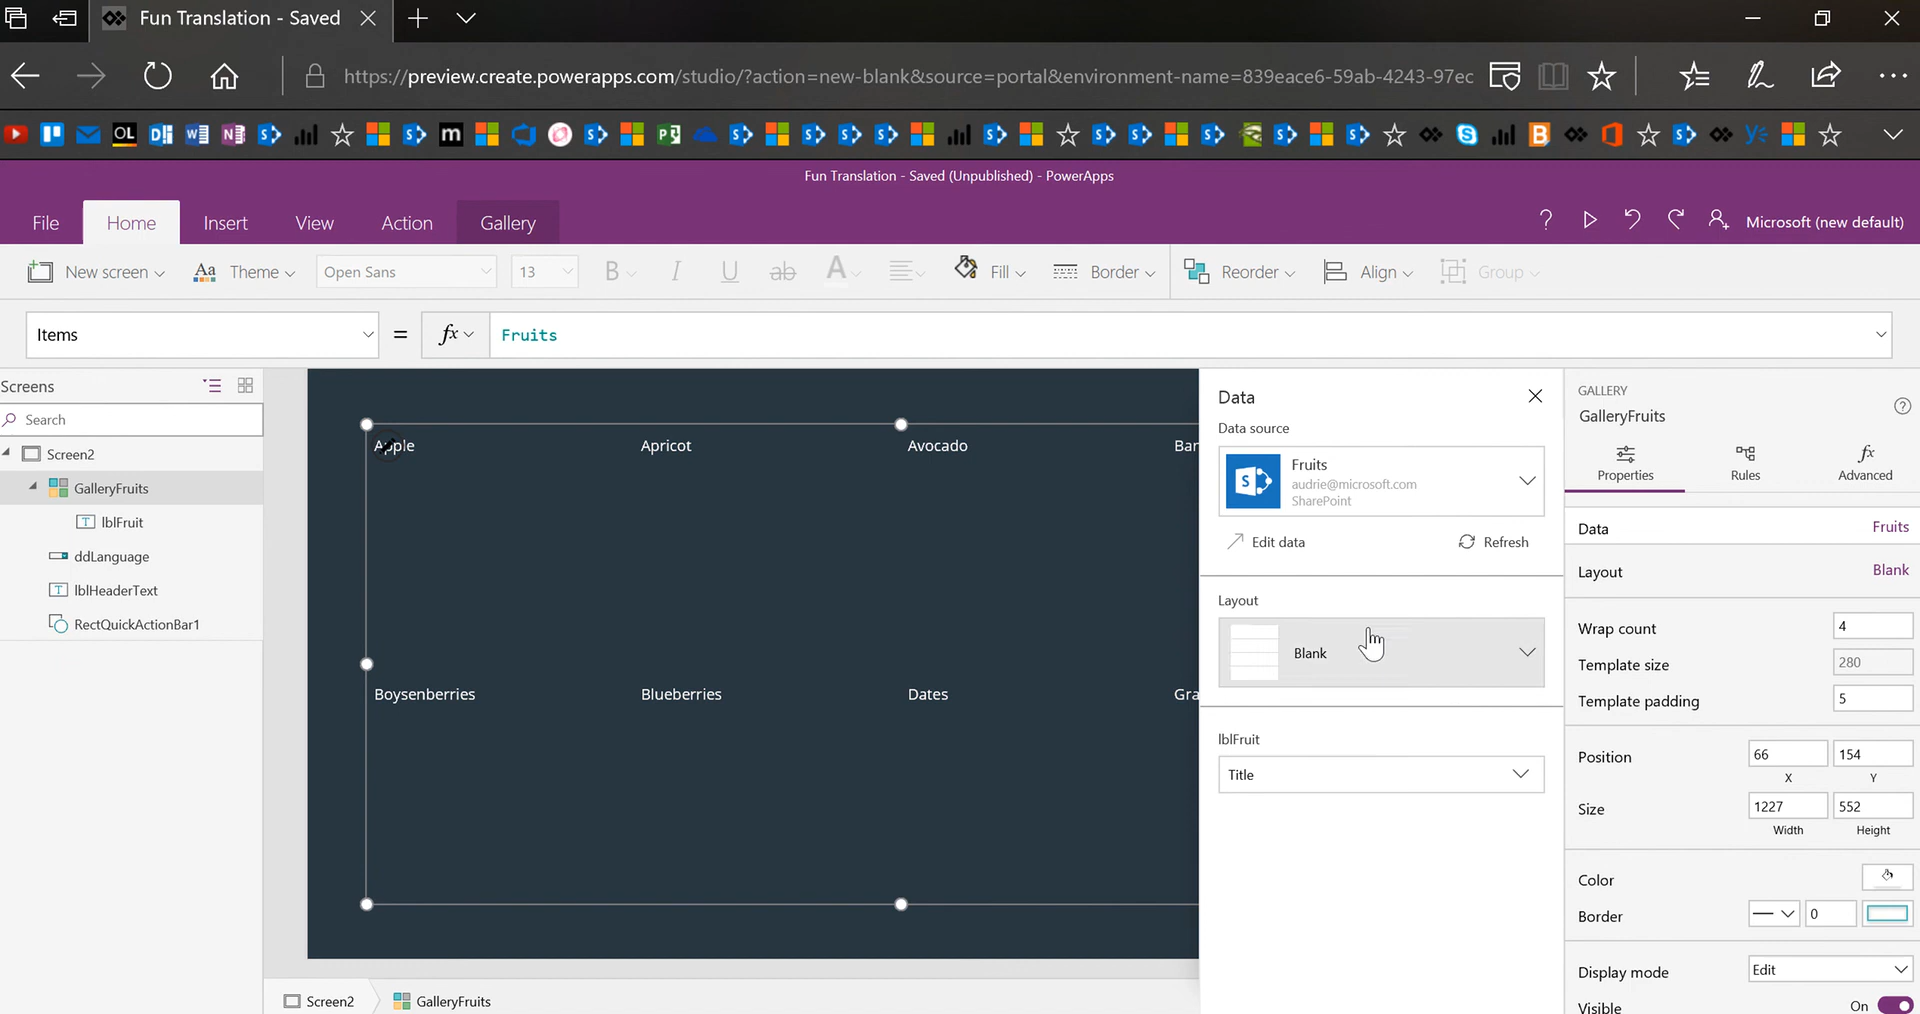 Fun Translation - Saved
https://preview.create.powerapps.com/studio/?action=new-blank&source=portal&environment-name=839eace6-59ab-4243-97ec
Fun Translation - Saved (Unpublished) - PowerApps
File Home Insert View Action Gallery
? Microsoft (new default)
New screen Theme Open Sans 13 B I U ab A Fill Border Reorder Align Group
Items = fx Fruits
Screens
Search
Screen2
GalleryFruits
lblFruit
ddLanguage
lblHeaderText
RectQuickActionBar1
Apple Apricot Avocado Ban
Boysenberries Blueberries Dates Gra
Screen2 GalleryFruits
Data
Data source
Fruits
audrie@microsoft.com
SharePoint
Edit data Refresh
Layout
Blank
lblFruit
Title
GALLERY
GalleryFruits
Properties Rules Advanced
Data Fruits
Layout Blank
Wrap count 4
Template size 280
Template padding 5
Position 66 154
X Y
Size 1227 552
Width Height
Color
Border 0
Display mode Edit
Visible On